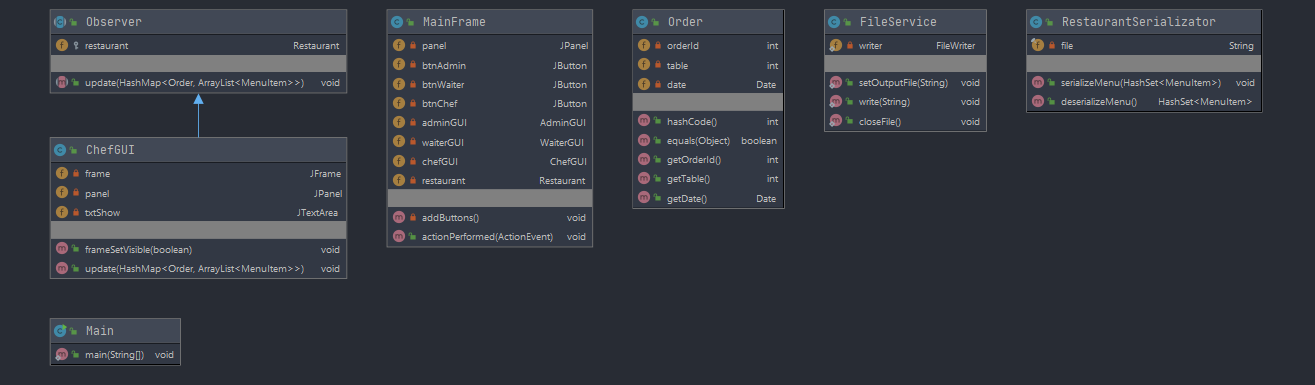 Observer
restaurant Restaurant
update(HashMap<Order, ArrayList<MenuItem>>) void
ChefGUI
frame JFrame
panel JPanel
txtShow JTextArea
frameSetVisible(boolean) void
update(HashMap<Order, ArrayList<MenuItem>>) void
Main
main(String[]) void
MainFrame
panel JPanel
btnAdmin JButton
btnWaiter JButton
btnChef JButton
adminGUI AdminGUI
waiterGUI WaiterGUI
chefGUI ChefGUI
restaurant Restaurant
addButtons() void
actionPerformed(ActionEvent) void
Order
orderId int
table int
date Date
hashCode() int
equals(Object) boolean
getOrderId() int
getTable() int
getDate() Date
FileService
writer FileWriter
setOutputFile(String) void
write(String) void
closeFile() void
RestaurantSerializator
file String
serializeMenu(HashSet<MenuItem>) void
deserializeMenu() HashSet<MenuItem>